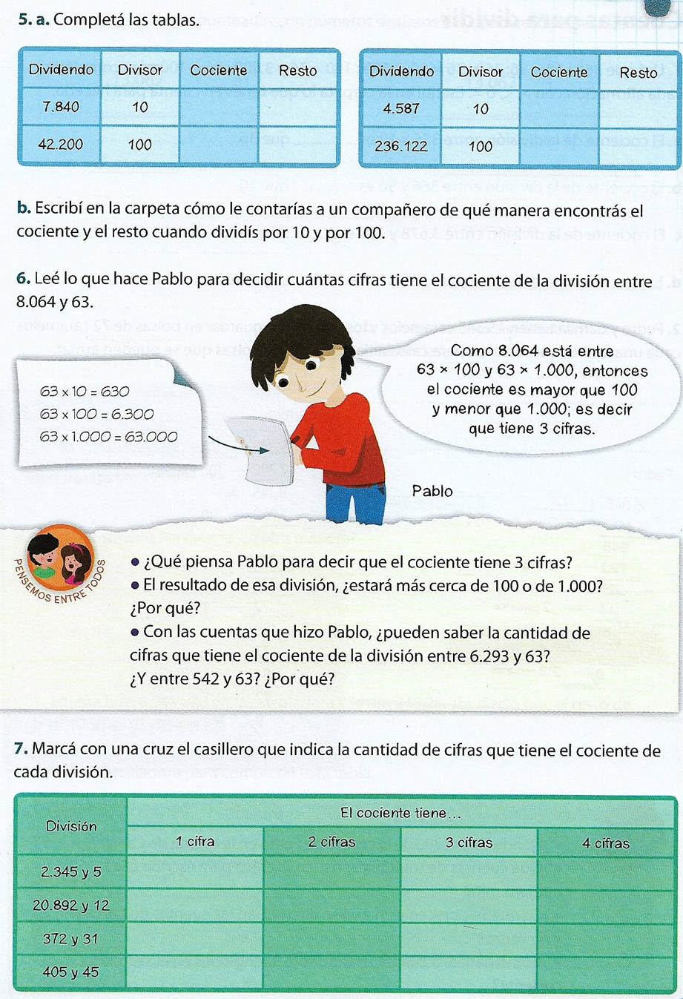 5. a. Completá las tablas.
Dividendo Divisor Cociente Resto
7.840 10
42.200 100
Dividendo Divisor Cociente Resto
4.587 10
236.122 100
b. Escribí en la carpeta cómo le contarías a un compañero de qué manera encontrás el
cociente y el resto cuando dividís por 10 y por 100.
6. Leé lo que hace Pablo para decidir cuántas cifras tiene el cociente de la división entre
8.064 y 63.
63 x 10 = 630
63 x 100 = 6.300
63 x 1.000 = 63.000
Como 8.064 está entre
63 × 100 y 63 × 1.000, entonces
el cociente es mayor que 100
y menor que 1.000; es decir
que tiene 3 cifras.
Pablo
PENSEMOS ENTRE TODOS
• ¿Qué piensa Pablo para decir que el cociente tiene 3 cifras?
• El resultado de esa división, ¿estará más cerca de 100 o de 1.000?
¿Por qué?
• Con las cuentas que hizo Pablo, ¿pueden saber la cantidad de
cifras que tiene el cociente de la división entre 6.293 y 63?
¿Y entre 542 y 63? ¿Por qué?
7. Marcá con una cruz el casillero que indica la cantidad de cifras que tiene el cociente de
cada división.
División
El cociente tiene...
1 cifra 2 cifras 3 cifras 4 cifras
2.345 y 5
20.892 y 12
372 y 31
405 y 45